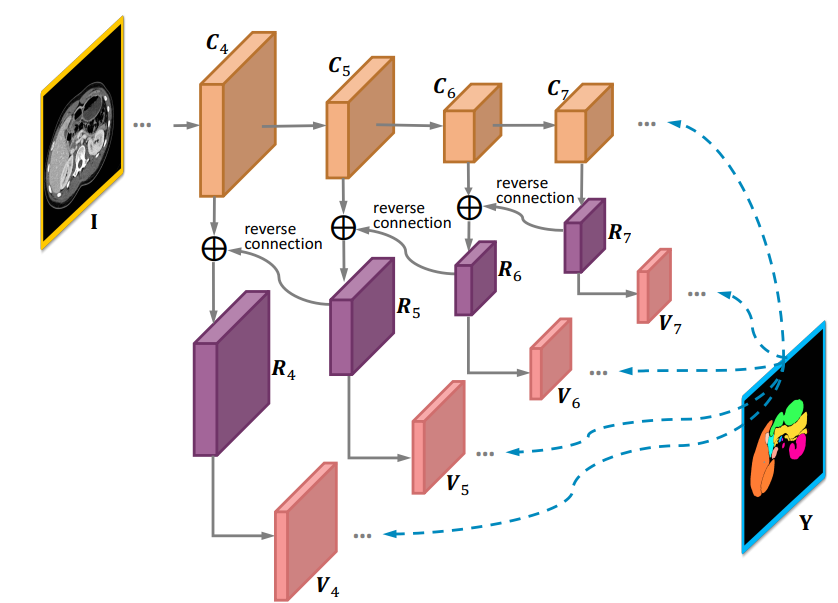 C4
C5
C6
C7
...
...
I
reverse
connection
reverse
connection
reverse
connection
R7
R6
R5
R4
V7
...
V6
...
V5
...
V4
...
Y